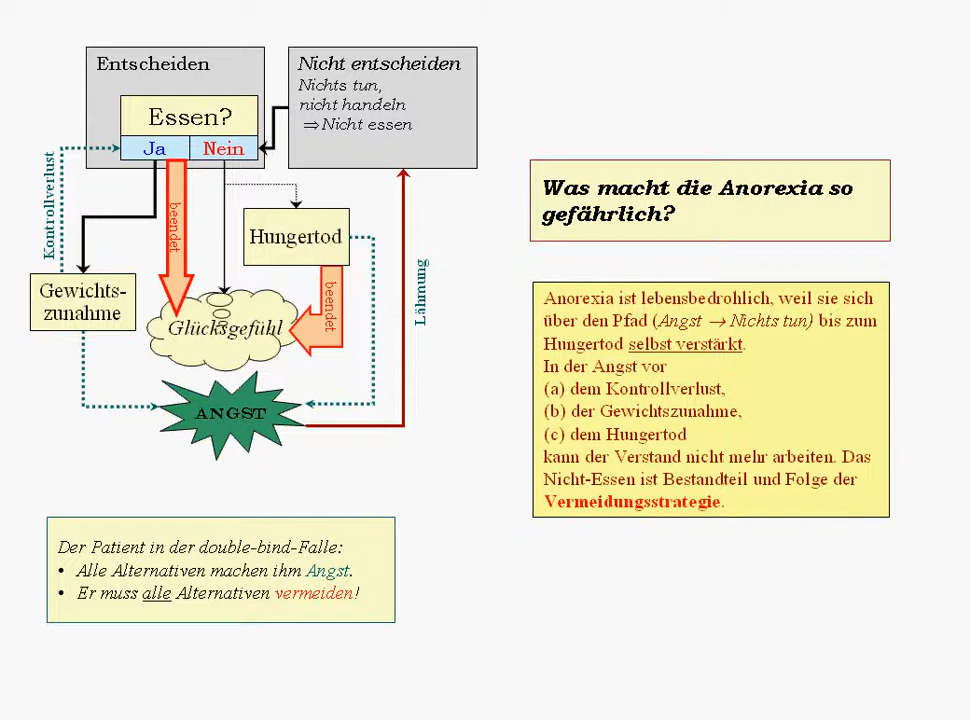 Entscheiden
Essen?
Ja
Nein
Nicht entscheiden
Nichts tun,
nicht handeln
⇒Nicht essen
Kontrollverlust
beendet
Hungertod
Gewichts-
zunahme
Glücksgefühl
beendet
Lähmung
ANGST
Was macht die Anorexia so
gefährlich?
Anorexia ist lebensbedrohlich, weil sie sich
über den Pfad (Angst → Nichts tun) bis zum
Hungertod selbst verstärkt.
In der Angst vor
(a) dem Kontrollverlust,
(b) der Gewichtszunahme,
(c) dem Hungertod
kann der Verstand nicht mehr arbeiten. Das
Nicht-Essen ist Bestandteil und Folge der
Vermeidungsstrategie.
Der Patient in der double-bind-Falle:
• Alle Alternativen machen ihm Angst.
• Er muss alle Alternativen vermeiden!